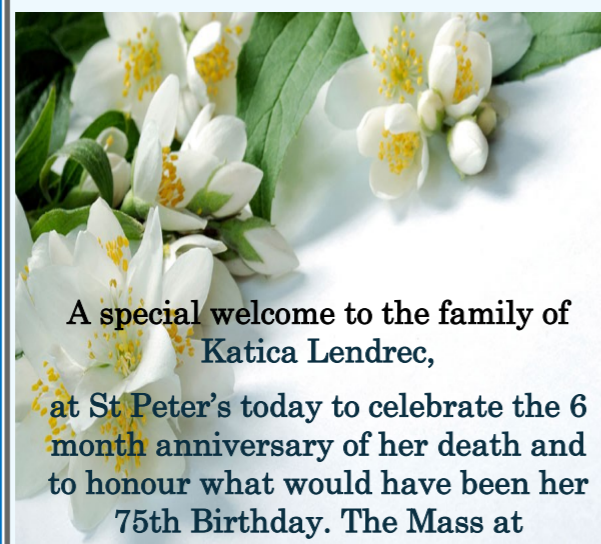 A special welcome to the family of
Katica Lendrec,
at St Peter’s today to celebrate the 6
month anniversary of her death and
to honour what would have been her
75th Birthday. The Mass at